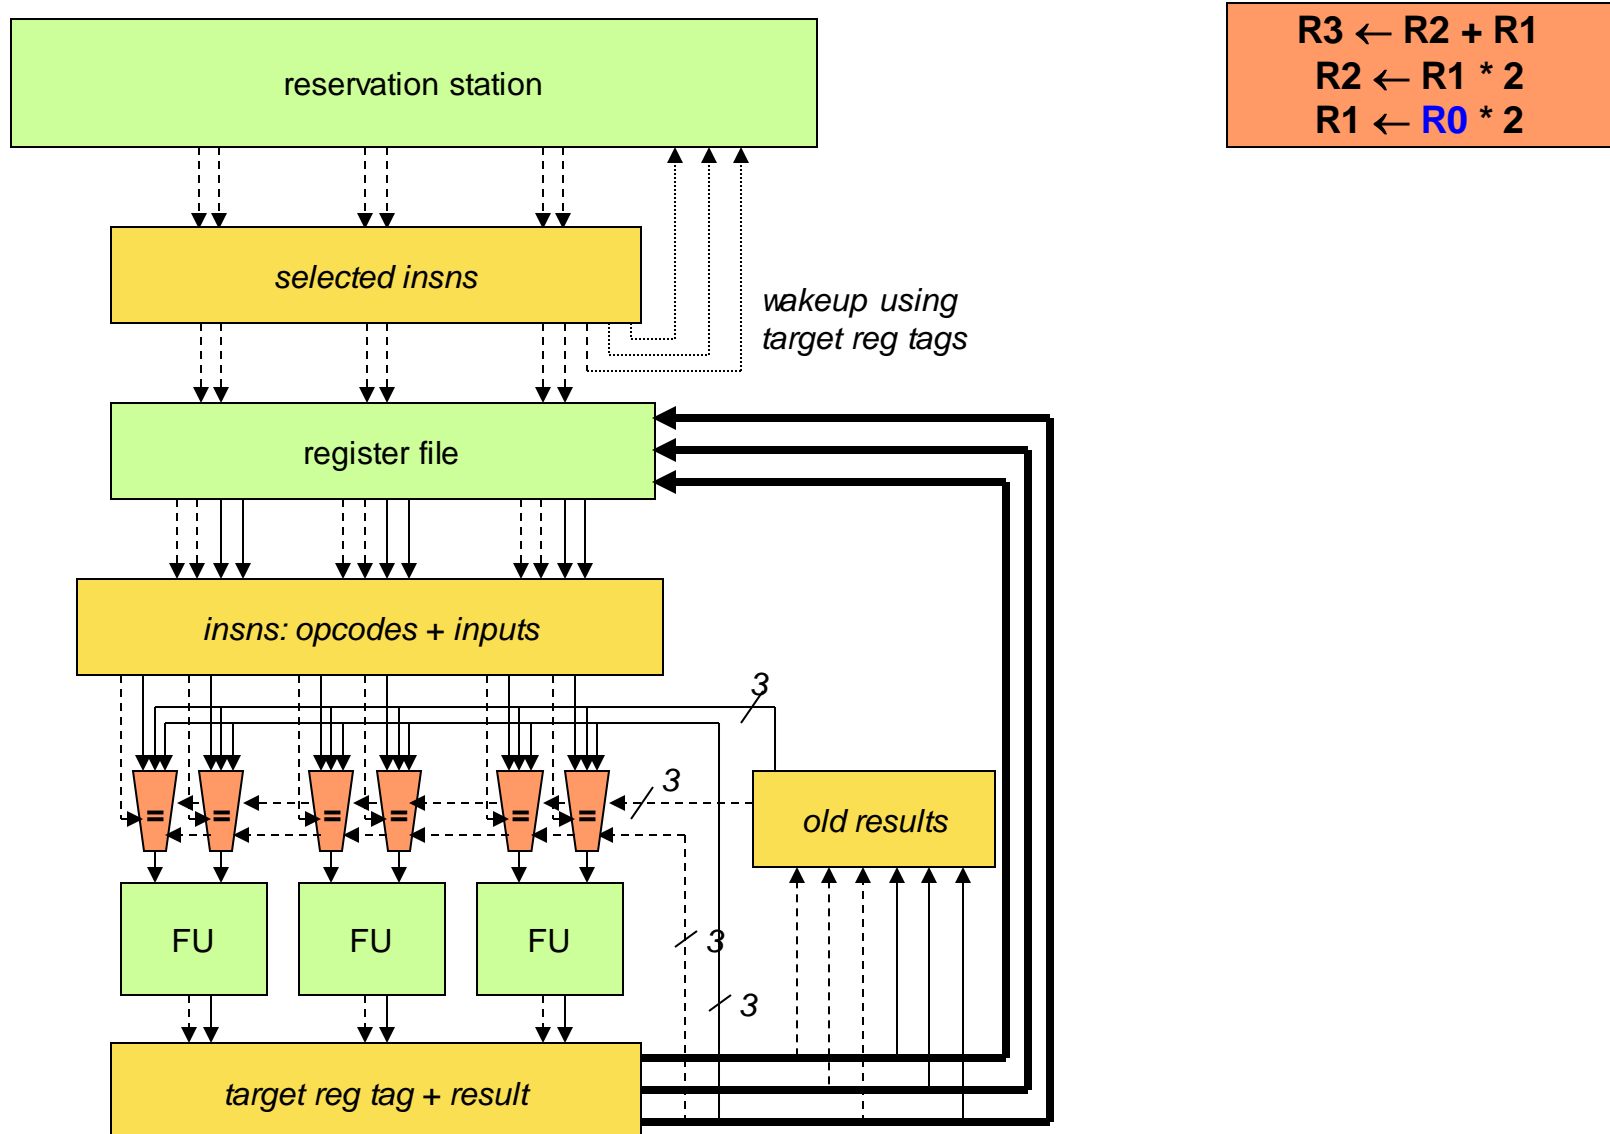 reservation station
R3 ← R2 + R1
R2 ← R1 * 2
R1 ← R0 * 2
selected insns
wakeup using
target reg tags
register file
insns: opcodes + inputs
3
3
= = = = = =
old results
FU FU FU
3
3
target reg tag + result